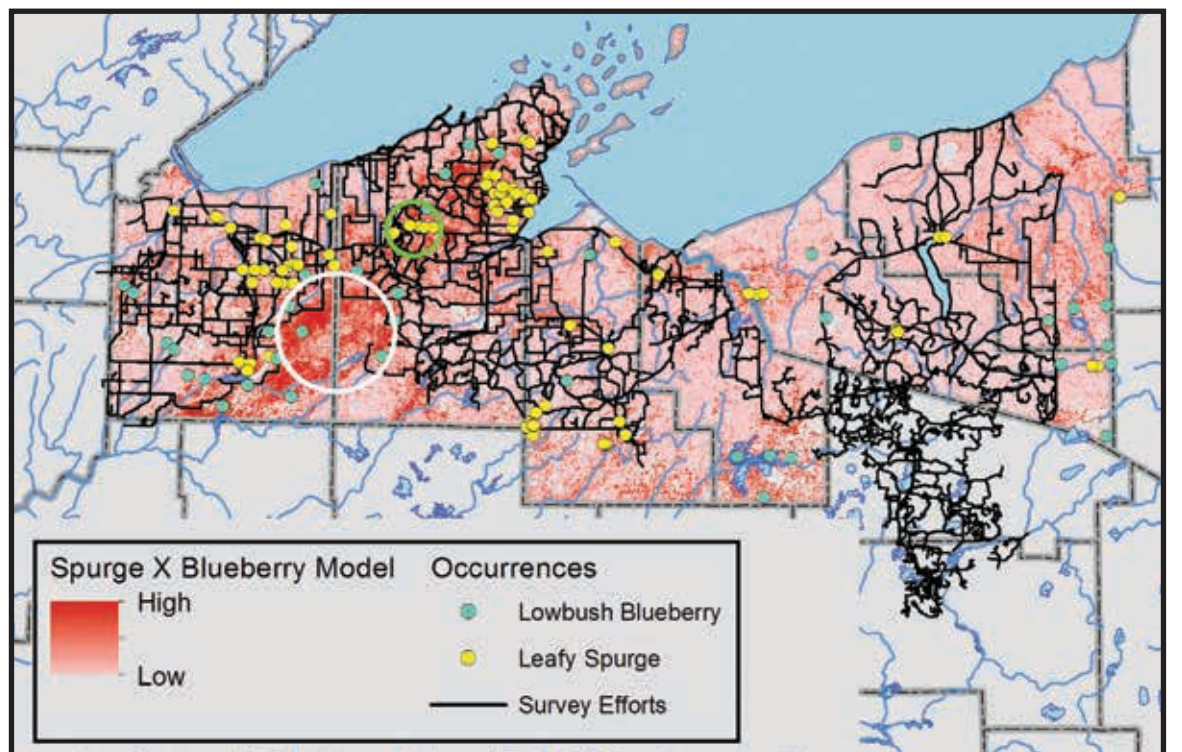 Spurge X Blueberry Model
High
Low
Occurrences
Lowbush Blueberry
Leafy Spurge
Survey Efforts